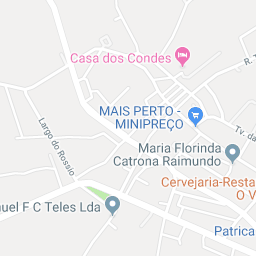 Casa dos Condes
R. T
MAIS PERTO -
MINIPREÇO
Tv. da
Largo do Rossio
Maria Florinda
Catrona Raimundo
Cervejaria-Resta
O V
nuel F C Teles Lda
Patrica